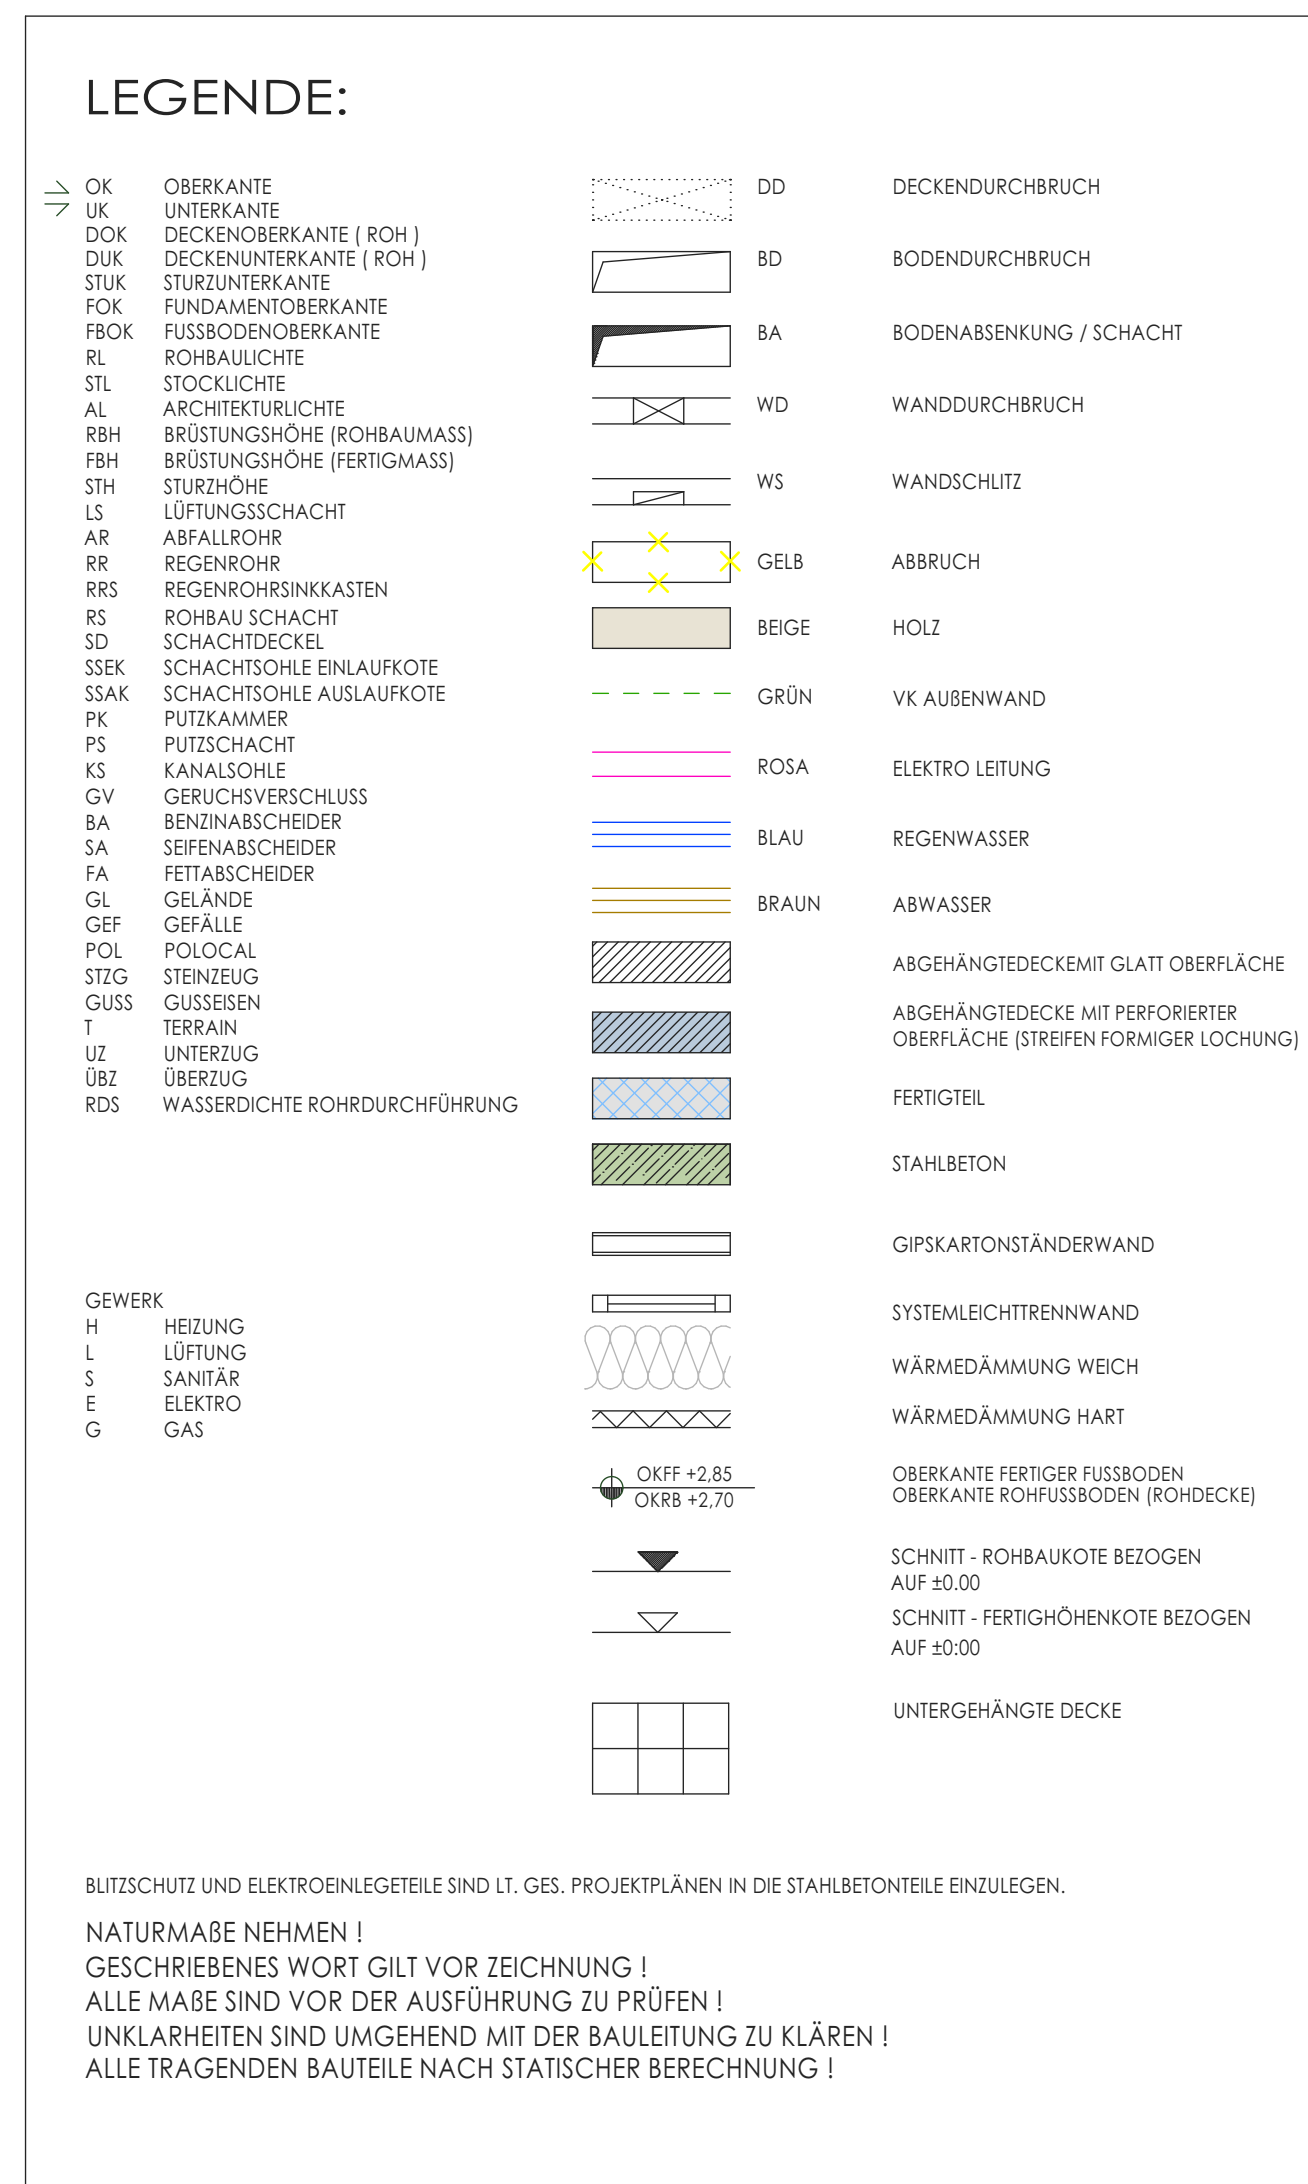 LEGENDE:
OK OBERKANTE
UK UNTERKANTE
DOK DECKENOBERKANTE ( ROH )
DUK DECKENUNTERKANTE ( ROH )
STUK STURZUNTERKANTE
FOK FUNDAMENTOBERKANTE
FBOK FUSSBODENOBERKANTE
RL ROHBAULICHTE
STL STOCKLICHTE
AL ARCHITEKTURLICHTE
RBH BRÜSTUNGSHÖHE (ROHBAUMASS)
FBH BRÜSTUNGSHÖHE (FERTIGMASS)
STH STURZHÖHE
LS LÜFTUNGSSCHACHT
AR ABFALLROHR
RR REGENROHR
RRS REGENROHRSINKKASTEN
RS ROHBAU SCHACHT
SD SCHACHTDECKEL
SSEK SCHACHTSOHLE EINLAUFKOTE
SSAK SCHACHTSOHLE AUSLAUFKOTE
PK PUTZKAMMER
PS PUTZSCHACHT
KS KANALSOHLE
GV GERUCHSVERSCHLUSS
BA BENZINABSCHEIDER
SA SEIFENABSCHEIDER
FA FETTABSCHEIDER
GL GELÄNDE
GEF GEFÄLLE
POL POLOCAL
STZG STEINZEUG
GUSS GUSSEISEN
T TERRAIN
UZ UNTERZUG
ÜBZ ÜBERZUG
RDS WASSERDICHTE ROHRDURCHFÜHRUNG
GEWERK
H HEIZUNG
L LÜFTUNG
S SANITÄR
E ELEKTRO
G GAS
DD DECKENDURCHBRUCH
BD BODENDURCHBRUCH
BA BODENABSENKUNG / SCHACHT
WD WANDDURCHBRUCH
WS WANDSCHLITZ
GELB ABBRUCH
BEIGE HOLZ
GRÜN VK AUßENWAND
ROSA ELEKTRO LEITUNG
BLAU REGENWASSER
BRAUN ABWASSER
ABGEHÄNGTEDECKEMIT GLATT OBERFLÄCHE
ABGEHÄNGTEDECKE MIT PERFORIERTER
OBERFLÄCHE (STREIFEN FORMIGER LOCHUNG)
FERTIGTEIL
STAHLBETON
GIPSKARTONSTÄNDERWAND
SYSTEMLEICHTTRENNWAND
WÄRMEDÄMMUNG WEICH
WÄRMEDÄMMUNG HART
OKFF +2,85 OBERKANTE FERTIGER FUSSBODEN
OKRB +2,70 OBERKANTE ROHFUSSBODEN (ROHDECKE)
SCHNITT - ROHBAUKOTE BEZOGEN
AUF ±0.00
SCHNITT - FERTIGHÖHENKOTE BEZOGEN
AUF ±0:00
UNTERGEHÄNGTE DECKE
BLITZSCHUTZ UND ELEKTROEINLEGETEILE SIND LT. GES. PROJEKTPLÄNEN IN DIE STAHLBETONTEILE EINZULEGEN.
NATURMAßE NEHMEN !
GESCHRIEBENES WORT GILT VOR ZEICHNUNG !
ALLE MAßE SIND VOR DER AUSFÜHRUNG ZU PRÜFEN !
UNKLARHEITEN SIND UMGEHEND MIT DER BAULEITUNG ZU KLÄREN !
ALLE TRAGENDEN BAUTEILE NACH STATISCHER BERECHNUNG !